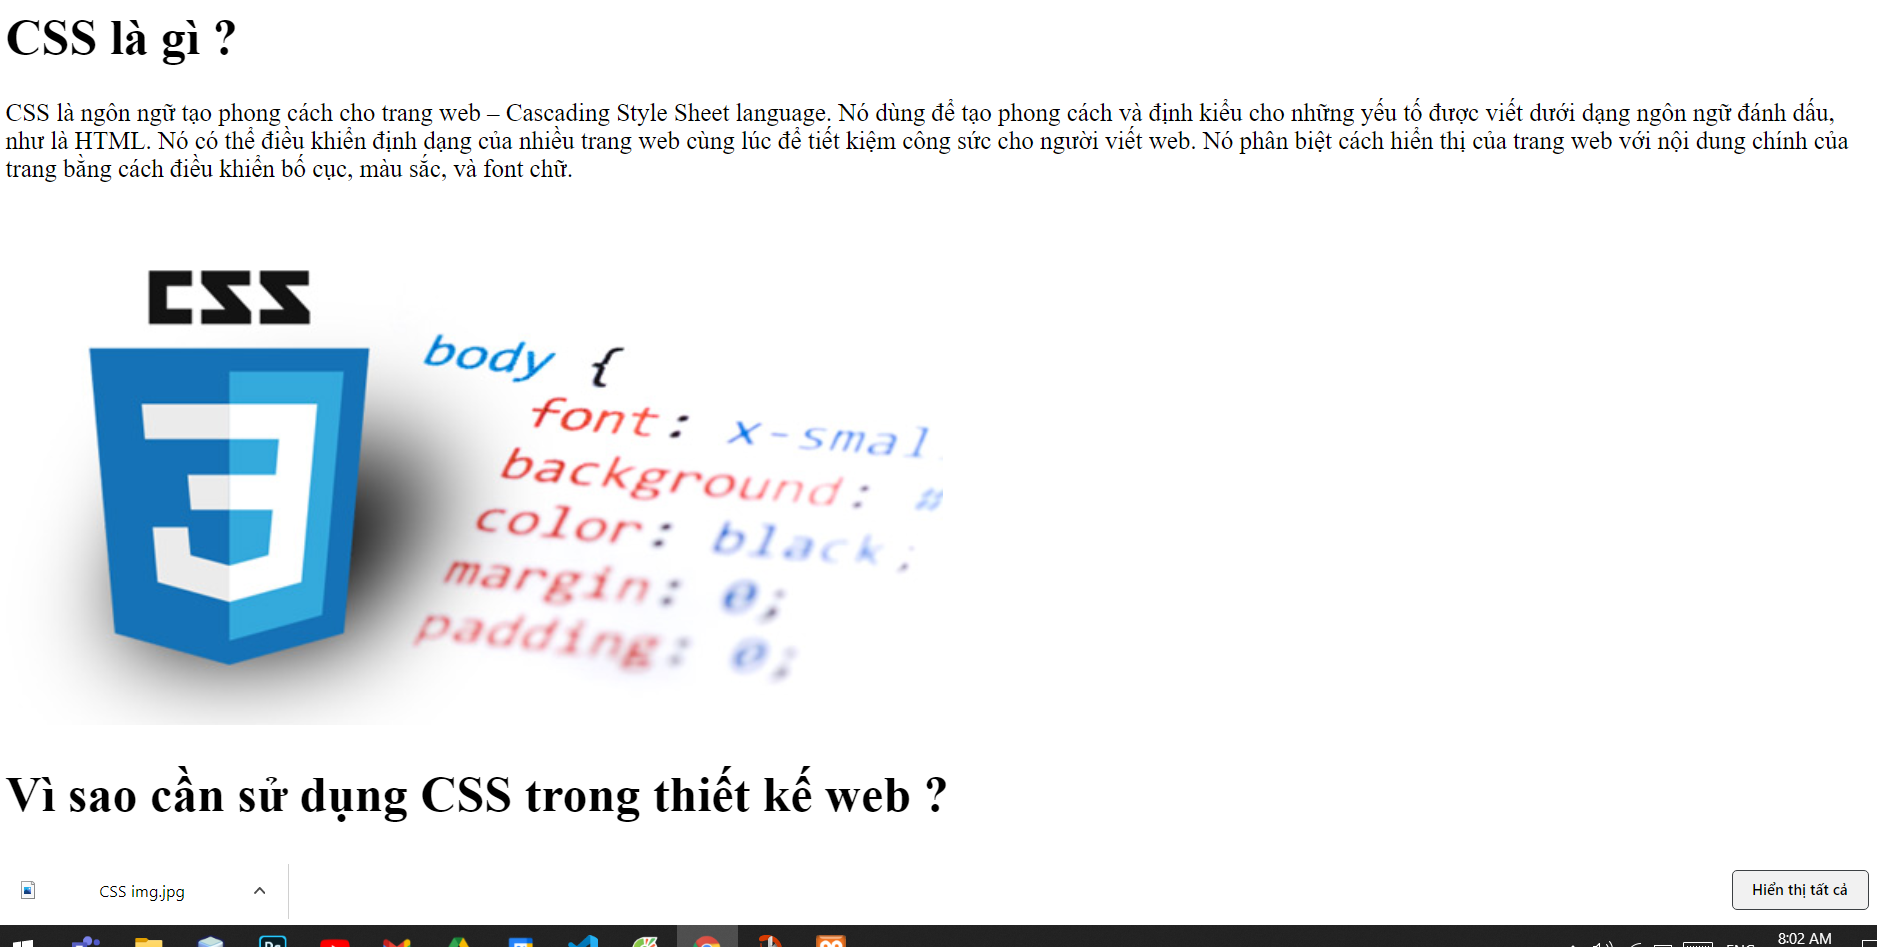 CSS là gì ?
CSS là ngôn ngữ tạo phong cách cho trang web – Cascading Style Sheet language. Nó dùng để tạo phong cách và định kiểu cho những yếu tố được viết dưới dạng ngôn ngữ đánh dấu,
như là HTML. Nó có thể điều khiển định dạng của nhiều trang web cùng lúc để tiết kiệm công sức cho người viết web. Nó phân biệt cách hiển thị của trang web với nội dung chính của
trang bằng cách điều khiển bố cục, màu sắc, và font chữ.
CSS
3
body {
font: x-smal
background: #
color: black;
margin: 0;
padding: 0;
Vì sao cần sử dụng CSS trong thiết kế web ?
CSS img.jpg
Hiển thị tất cả
8:02 AM